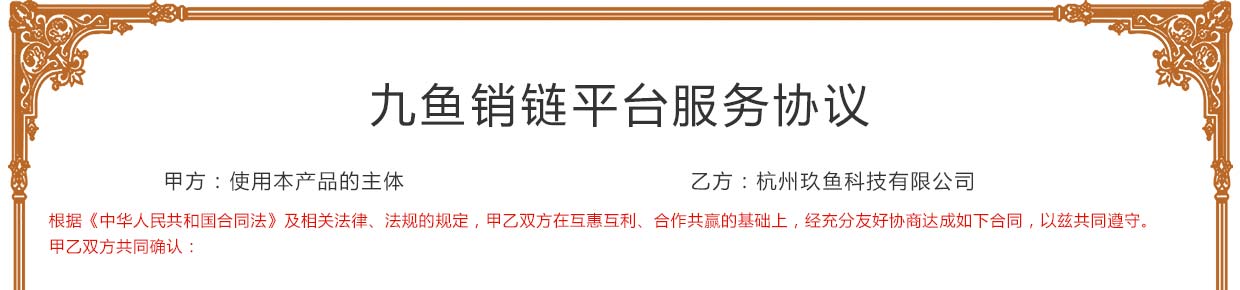 九鱼销链平台服务协议
甲方：使用本产品的主体 乙方：杭州玖鱼科技有限公司
根据《中华人民共和国合同法》及相关法律、法规的规定，甲乙双方在互惠互利、合作共赢的基础上，经充分友好协商达成如下合同，以兹共同遵守。
甲乙双方共同确认：